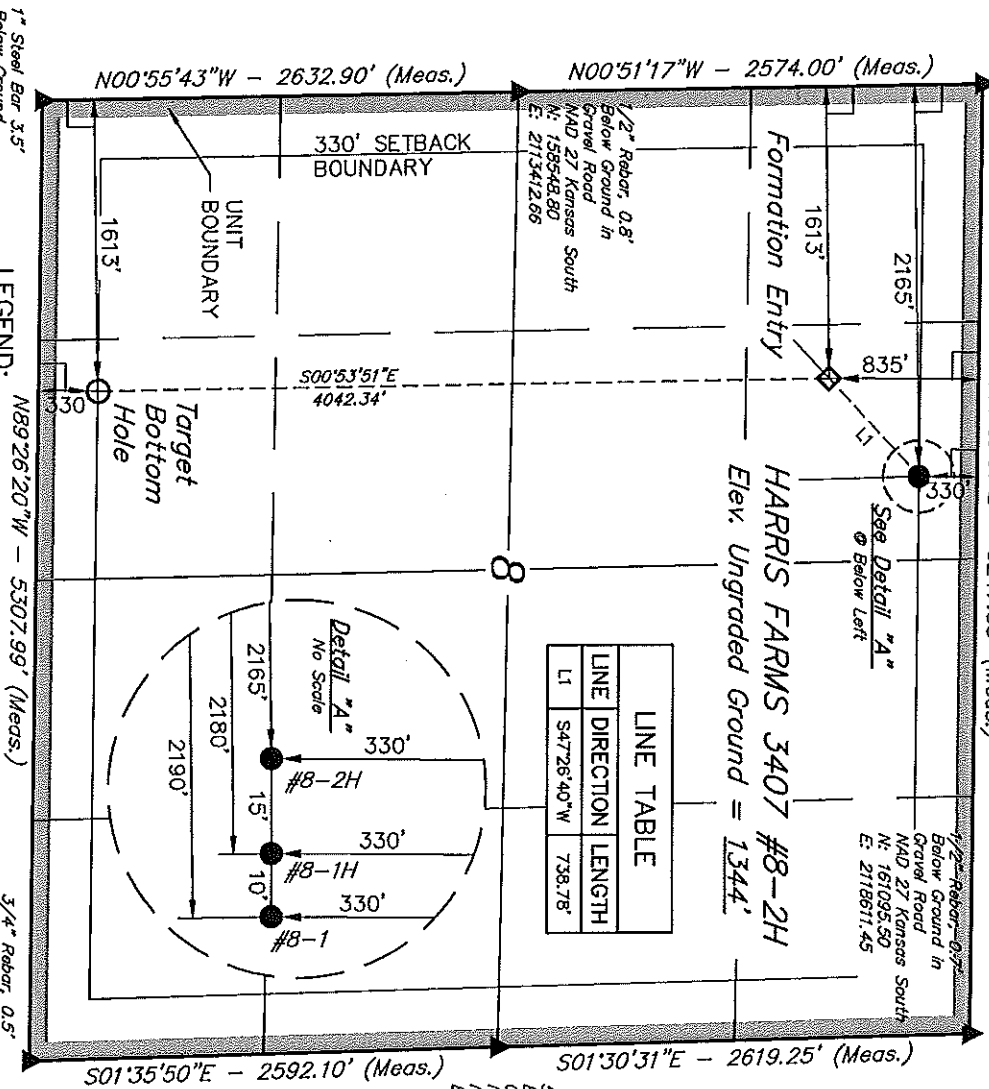 N00°55'43"W - 2632.90' (Meas.)
N00°51'17"W - 2574.00' (Meas.)
1" Steel Bar 3.5'
330' SETBACK
BOUNDARY
UNIT
BOUNDARY
1613'
1/2" Rebar, 0.8'
Below Ground in
Gravel Road
NAD 27 Kansas South
N: 158548.80
E: 2113412.66
Formation Entry
1613'
2165'
835'
L1
330'
See Detail "A"
@ Below Left
HARRIS FARMS 3407 #8-2H
Elev. Ungraded Ground = 1344'
1/2" Rebar, 0.7'
Below Ground in
Gravel Road
NAD 27 Kansas South
N: 161095.50
E: 2118611.45
S00°53'51"E
4042.34'
330'
Target
Bottom
Hole
8
LINE TABLE
LINE DIRECTION LENGTH
L1 S47°26'40"W 738.78'
Detail "A"
No Scale
2165'
2180'
2190'
330'
#8-2H
15'
330'
#8-1H
10'
330'
#8-1
LEGEND:
N89°26'20"W - 5307.99' (Meas.)
3/4" Rebar, 0.5'
S01°35'50"E - 2592.10' (Meas.)
S01°30'31"E - 2619.25' (Meas.)